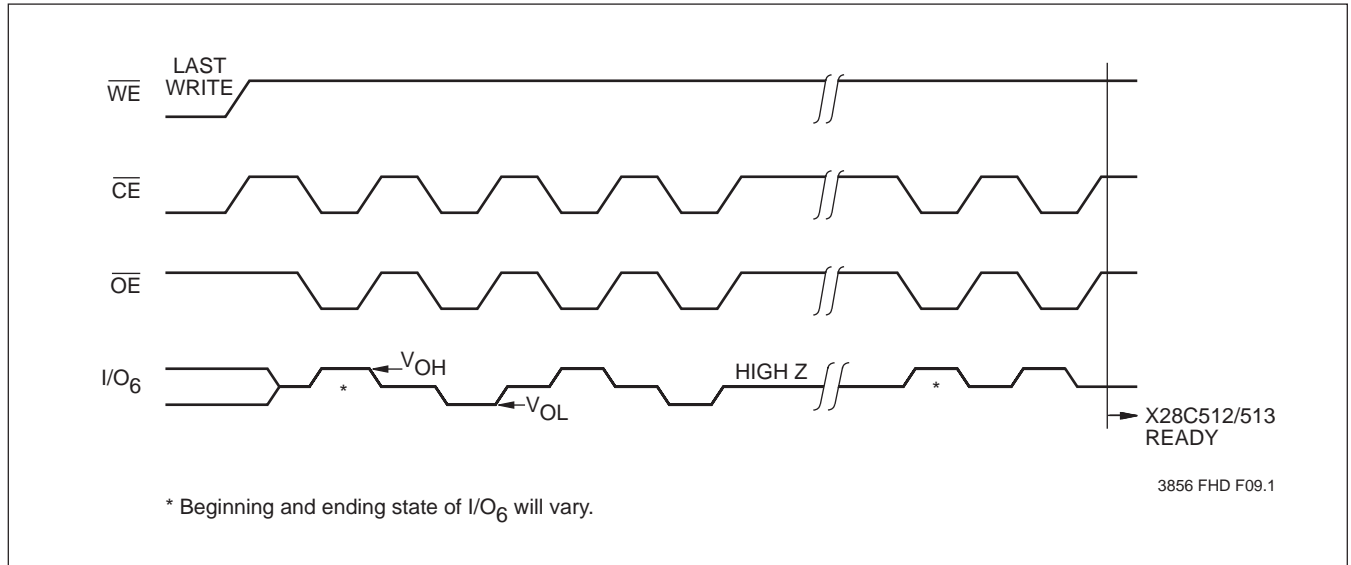 LAST
WRITE
WE
CE
OE
I/O6
VOH
*
VOL
HIGH Z
*
X28C512/513
READY
3856 FHD F09.1
* Beginning and ending state of I/O6 will vary.